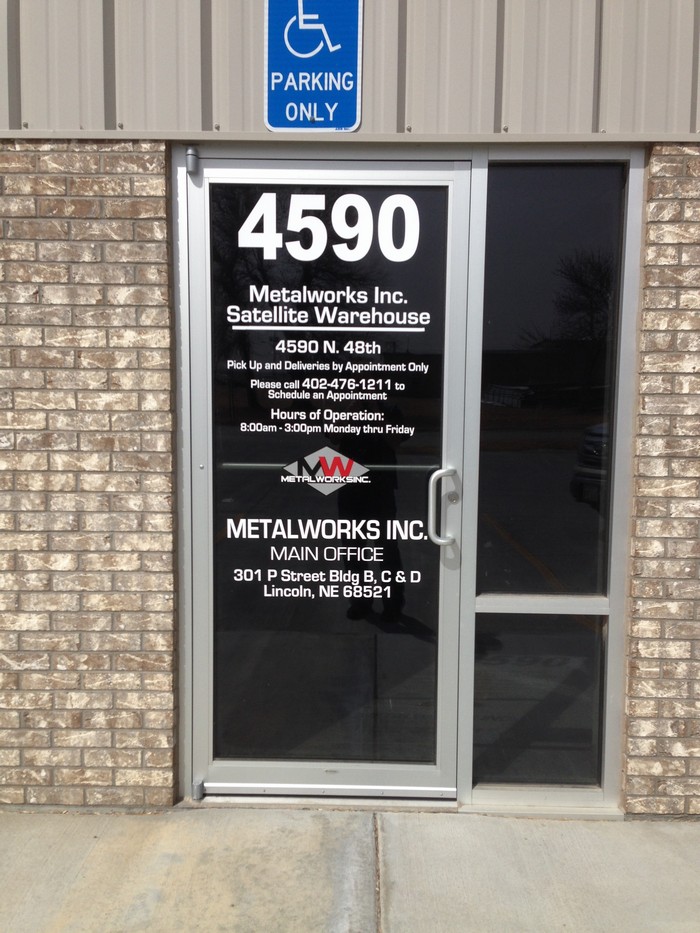 PARKING
ONLY
4590
Metalworks Inc.
Satellite Warehouse
4590 N. 48th
Pick Up and Deliveries by Appointment Only
Please call 402-476-1211 to
Schedule an Appointment
Hours of Operation:
8:00am - 3:00pm Monday thru Friday
MW
METALWORKSINC.
METALWORKS INC.
MAIN OFFICE
301 P Street Bldg B, C & D
Lincoln, NE 68521